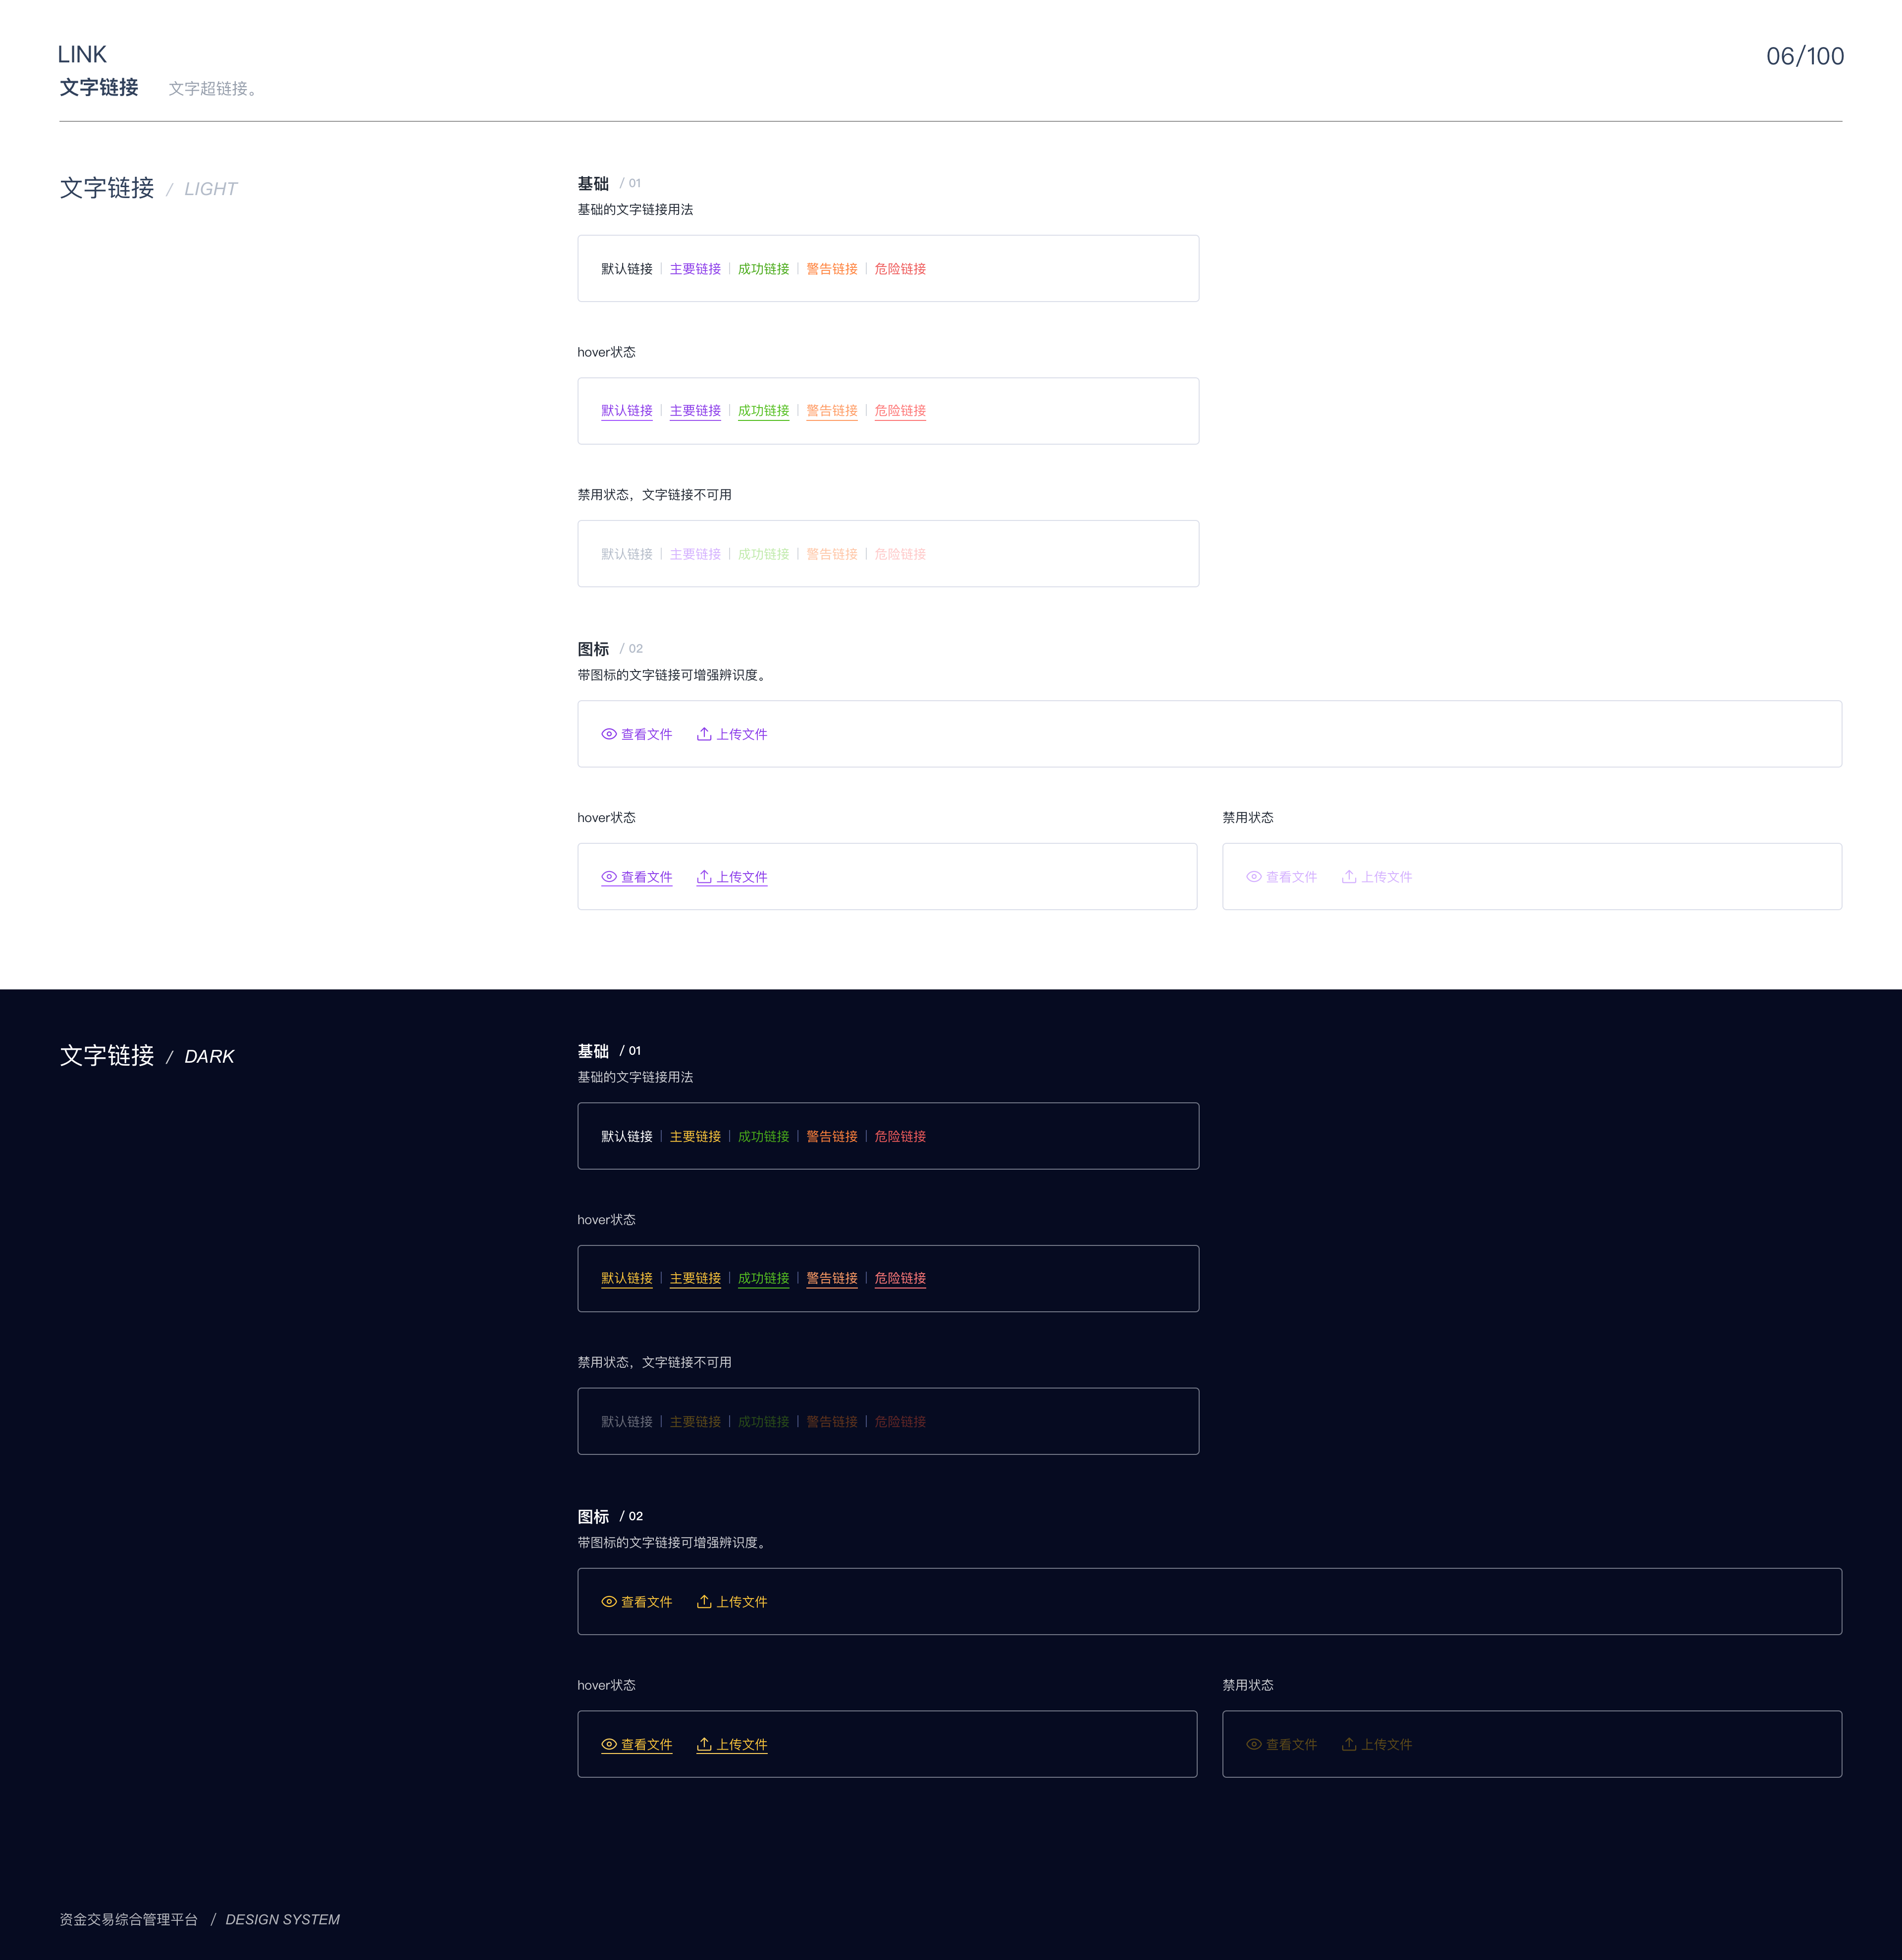 LINK
06/100
文字链接 文字超链接。
文字链接 / LIGHT
基础 / 01
基础的文字链接用法
默认链接 | 主要链接 | 成功链接 | 警告链接 | 危险链接
hover状态
默认链接 | 主要链接 | 成功链接 | 警告链接 | 危险链接
禁用状态，文字链接不可用
默认链接 | 主要链接 | 成功链接 | 警告链接 | 危险链接
图标 / 02
带图标的文字链接可增强辨识度。
查看文件 上传文件
hover状态 禁用状态
查看文件 上传文件 查看文件 上传文件
文字链接 / DARK
基础 / 01
基础的文字链接用法
默认链接 | 主要链接 | 成功链接 | 警告链接 | 危险链接
hover状态
默认链接 | 主要链接 | 成功链接 | 警告链接 | 危险链接
禁用状态，文字链接不可用
默认链接 | 主要链接 | 成功链接 | 警告链接 | 危险链接
图标 / 02
带图标的文字链接可增强辨识度。
查看文件 上传文件
hover状态 禁用状态
查看文件 上传文件 查看文件 上传文件
资金交易综合管理平台 / DESIGN SYSTEM